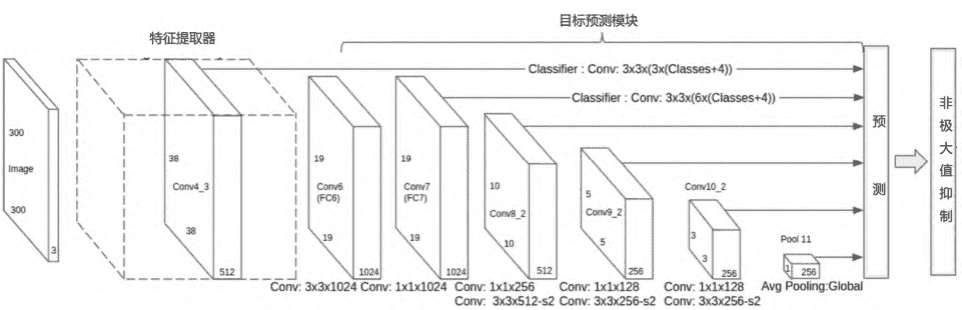 目标预测模块
特征提取器
Classifier : Conv: 3x3x(3x(Classes+4))
Classifier : Conv: 3x3x(6x(Classes+4))
300
Image
300
3
38
Conv4_3
38
512
19
Conv6
(FC6)
19
1024
19
Conv7
(FC7)
19
1024
10
Conv8_2
10
512
5
Conv9_2
5
256
Conv10_2
3
3
256
Pool 11
1
256
预测
非极大值抑制
Conv: 3x3x1024
Conv: 1x1x1024
Conv: 1x1x256
Conv: 3x3x512-s2
Conv: 1x1x128
Conv: 3x3x256-s2
Conv: 1x1x128
Conv: 3x3x256-s2
Avg Pooling:Global